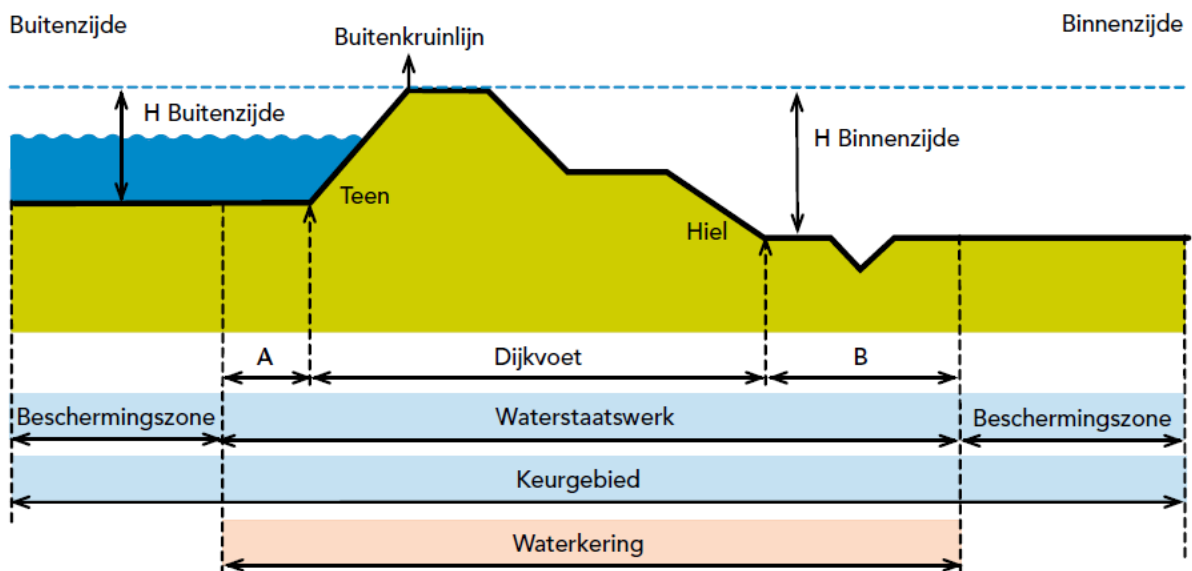 Buitenzijde
Binnenzijde
Buitenkruinlijn
H Buitenzijde
H Binnenzijde
Teen
Hiel
A
Dijkvoet
B
Beschermingszone
Waterstaatswerk
Beschermingszone
Keurgebied
Waterkering